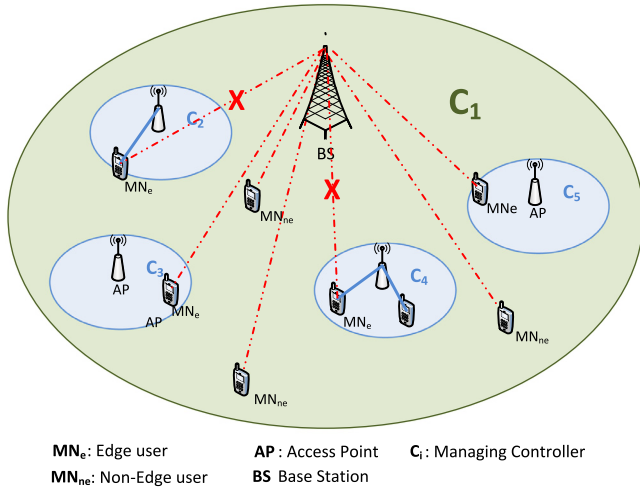 C1
C2
X
BS
MNe
MNne
X
MNe
AP
C5
C3
AP
MNe
AP
C4
MNe
MNne
MNne
MNe: Edge user AP: Access Point Ci: Managing Controller
MNne: Non-Edge user BS Base Station